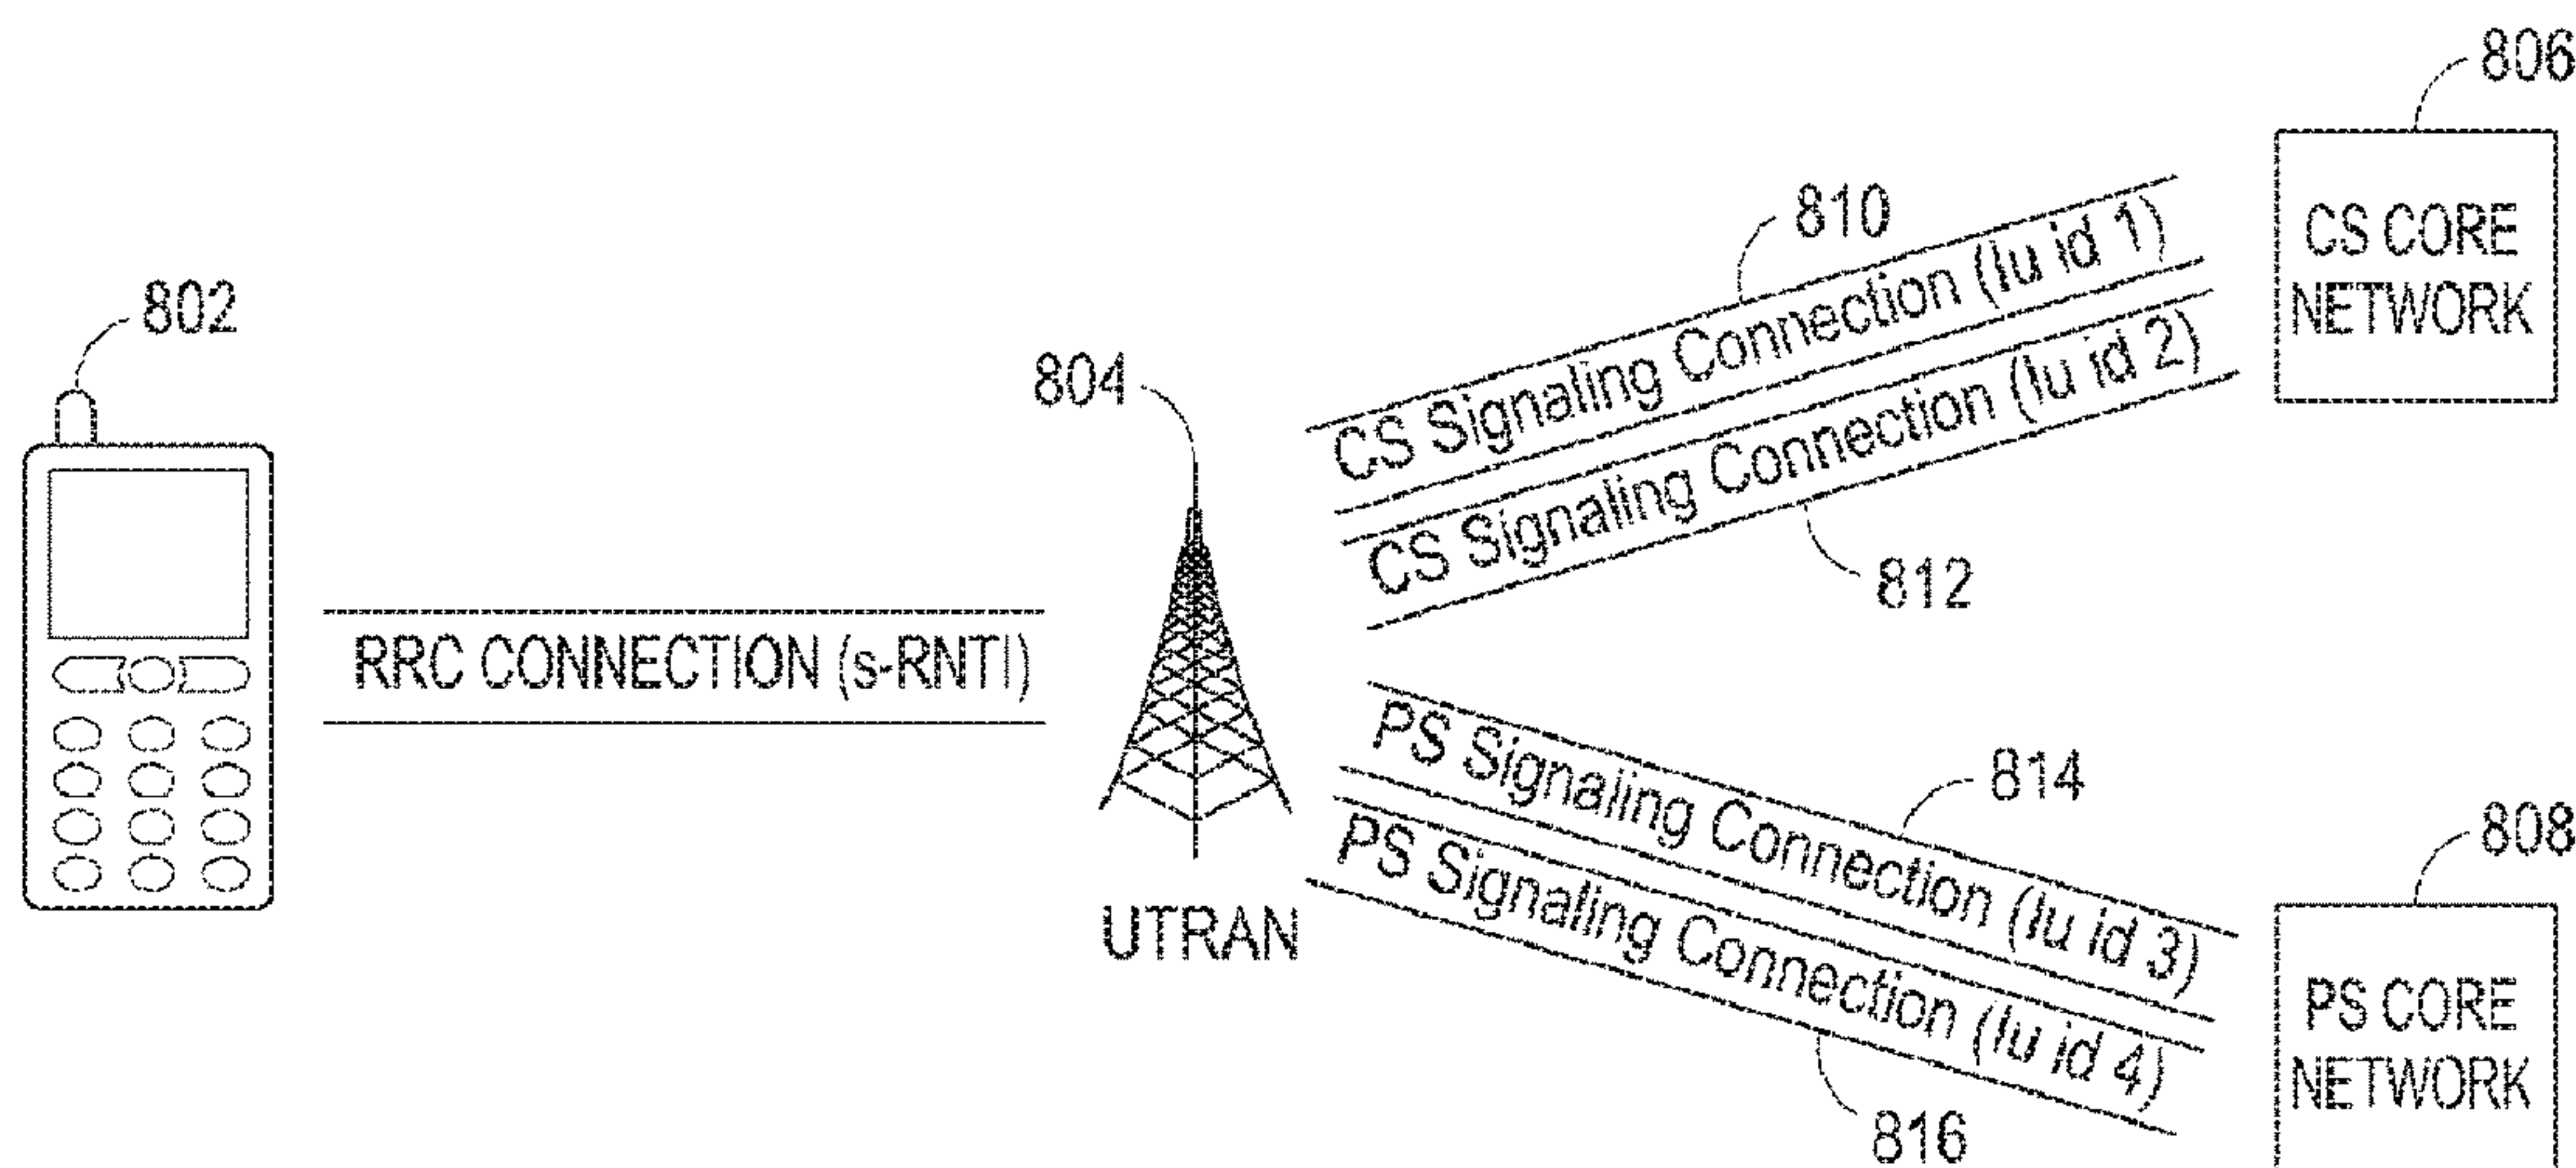 806
810
CS Signaling Connection (Iu id 1)
CS CORE
NETWORK
802
804
CS Signaling Connection (Iu id 2)
812
RRC CONNECTION (s-RNTI)
PS Signaling Connection (Iu id 3)
814
808
PS Signaling Connection (Iu id 4)
UTRAN
PS CORE
NETWORK
816